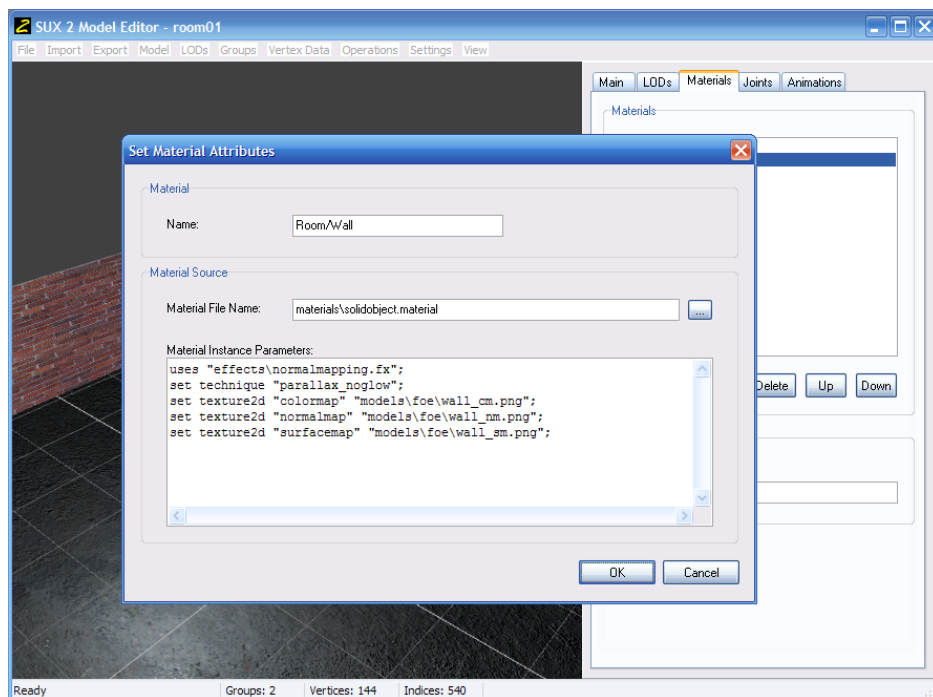 SUX 2 Model Editor - room01
File Import Export Model LODs Groups Vertex Data Operations Settings View
Main LODs Materials Joints Animations
Materials
Set Material Attributes
Material
Name: Room/Wall
Material Source
Material File Name: materials\solidobject.material ...
Material Instance Parameters:
uses "effects\normalmapping.fx";
set technique "parallax_noglow";
set texture2d "colormap" "models\foe\wall_cm.png";
set texture2d "normalmap" "models\foe\wall_nm.png";
set texture2d "surfacemap" "models\foe\wall_sm.png";
Delete Up Down
OK Cancel
Ready Groups: 2 Vertices: 144 Indices: 540